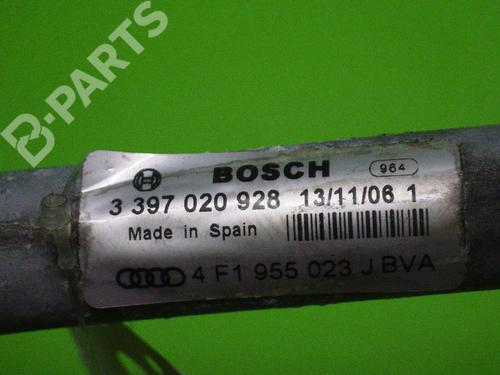 B-PARTS
BOSCH 964
3 397 020 928 13/11/06 1
Made in Spain
4 F1 955 023 J BVA